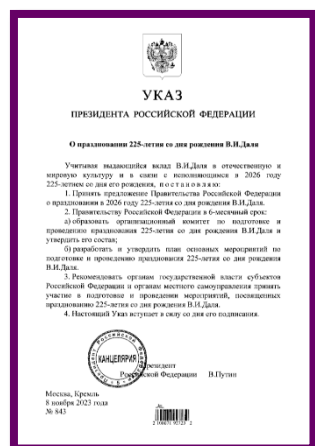 УКАЗ
ПРЕЗИДЕНТА РОССИЙСКОЙ ФЕДЕРАЦИИ
О праздновании 225-летия со дня рождения В.И.Даля
Учитывая выдающийся вклад В.И.Даля в отечественную и
мировую культуру и в связи с исполняющимся в 2026 году
225-летием со дня его рождения, постановляю:
1. Принять предложение Правительства Российской Федерации
о праздновании в 2026 году 225-летия со дня рождения В.И.Даля.
2. Правительству Российской Федерации в 6-месячный срок:
а) образовать организационный комитет по подготовке и
проведению празднования 225-летия со дня рождения В.И.Даля и
утвердить его состав;
б) разработать и утвердить план основных мероприятий по
подготовке и проведению празднования 225-летия со дня рождения
В.И.Даля.
3. Рекомендовать органам государственной власти субъектов
Российской Федерации и органам местного самоуправления принять
участие в подготовке и проведении мероприятий, посвященных
празднованию 225-летия со дня рождения В.И.Даля.
4. Настоящий Указ вступает в силу со дня его подписания.
КАНЦЕЛЯРИЯ
Президент
Российской Федерации В.Путин
Москва, Кремль
8 ноября 2023 года
№ 843